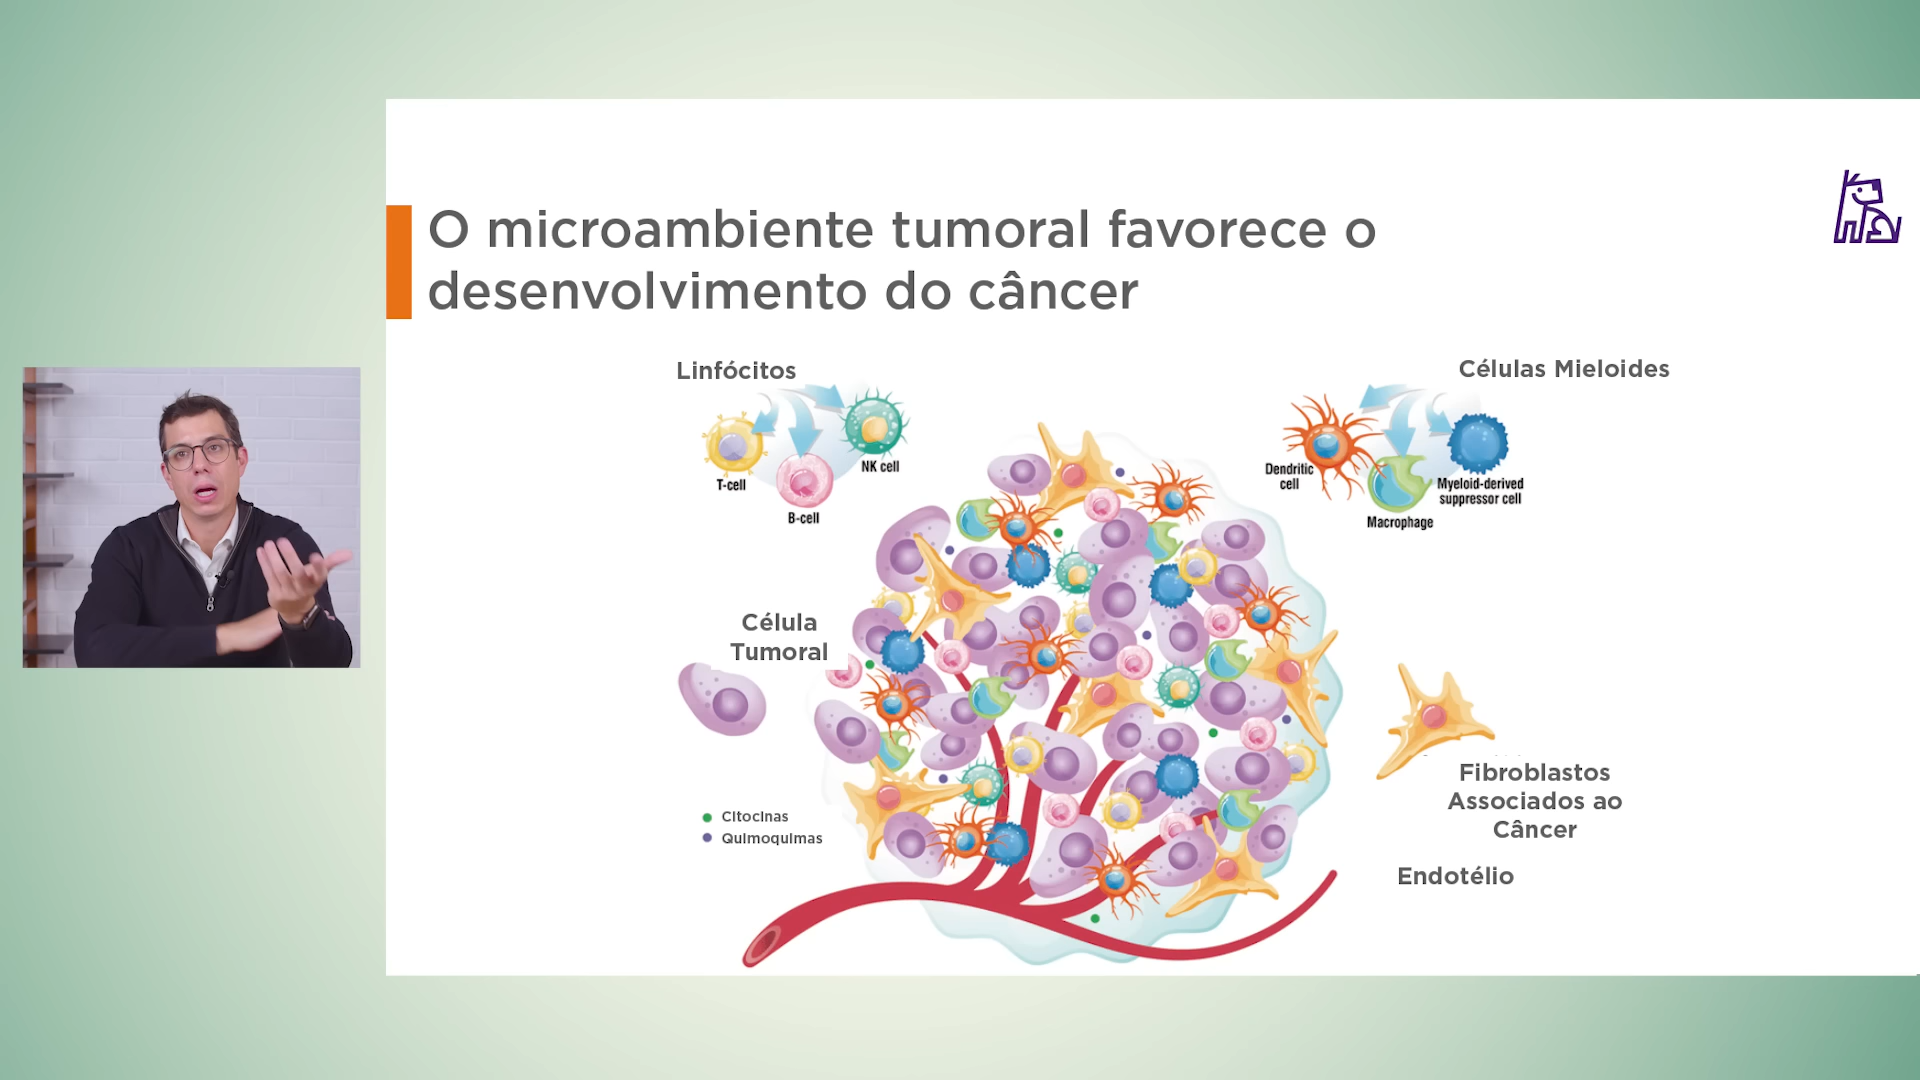 O microambiente tumoral favorece o
desenvolvimento do câncer
Linfócitos
T-cell
B-cell
NK cell
Células Mieloides
Dendritic
cell
Macrophage
Myeloid-derived
suppressor cell
Célula
Tumoral
Citocinas
Quimoquimas
Fibroblastos
Associados ao
Câncer
Endotélio